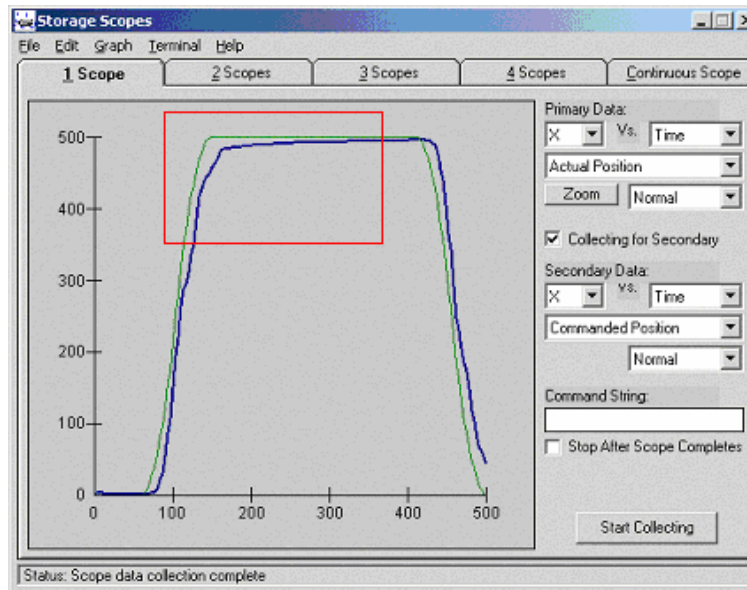 Storage Scopes
File Edit Graph Terminal Help
1 Scope 2 Scopes 3 Scopes 4 Scopes Continuous Scope
500
400
300
200
100
0
0 100 200 300 400 500
Primary Data:
X Vs. Time
Actual Position
Zoom Normal
Collecting for Secondary
Secondary Data:
X vs. Time
Commanded Position
Normal
Command String:
Stop After Scope Completes
Start Collecting
Status: Scope data collection complete